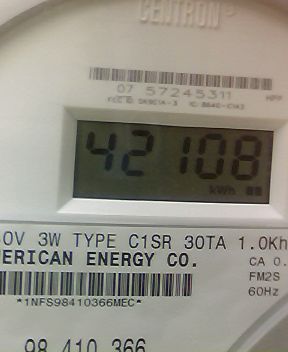 CENTRON®
07 57245311
42108
kWh
0V 3W TYPE C1SR 30TA 1.0Kh
ERICAN ENERGY CO.
CA 0.
FM2S
60Hz
*1NFS98410366MEC*
98 410 366